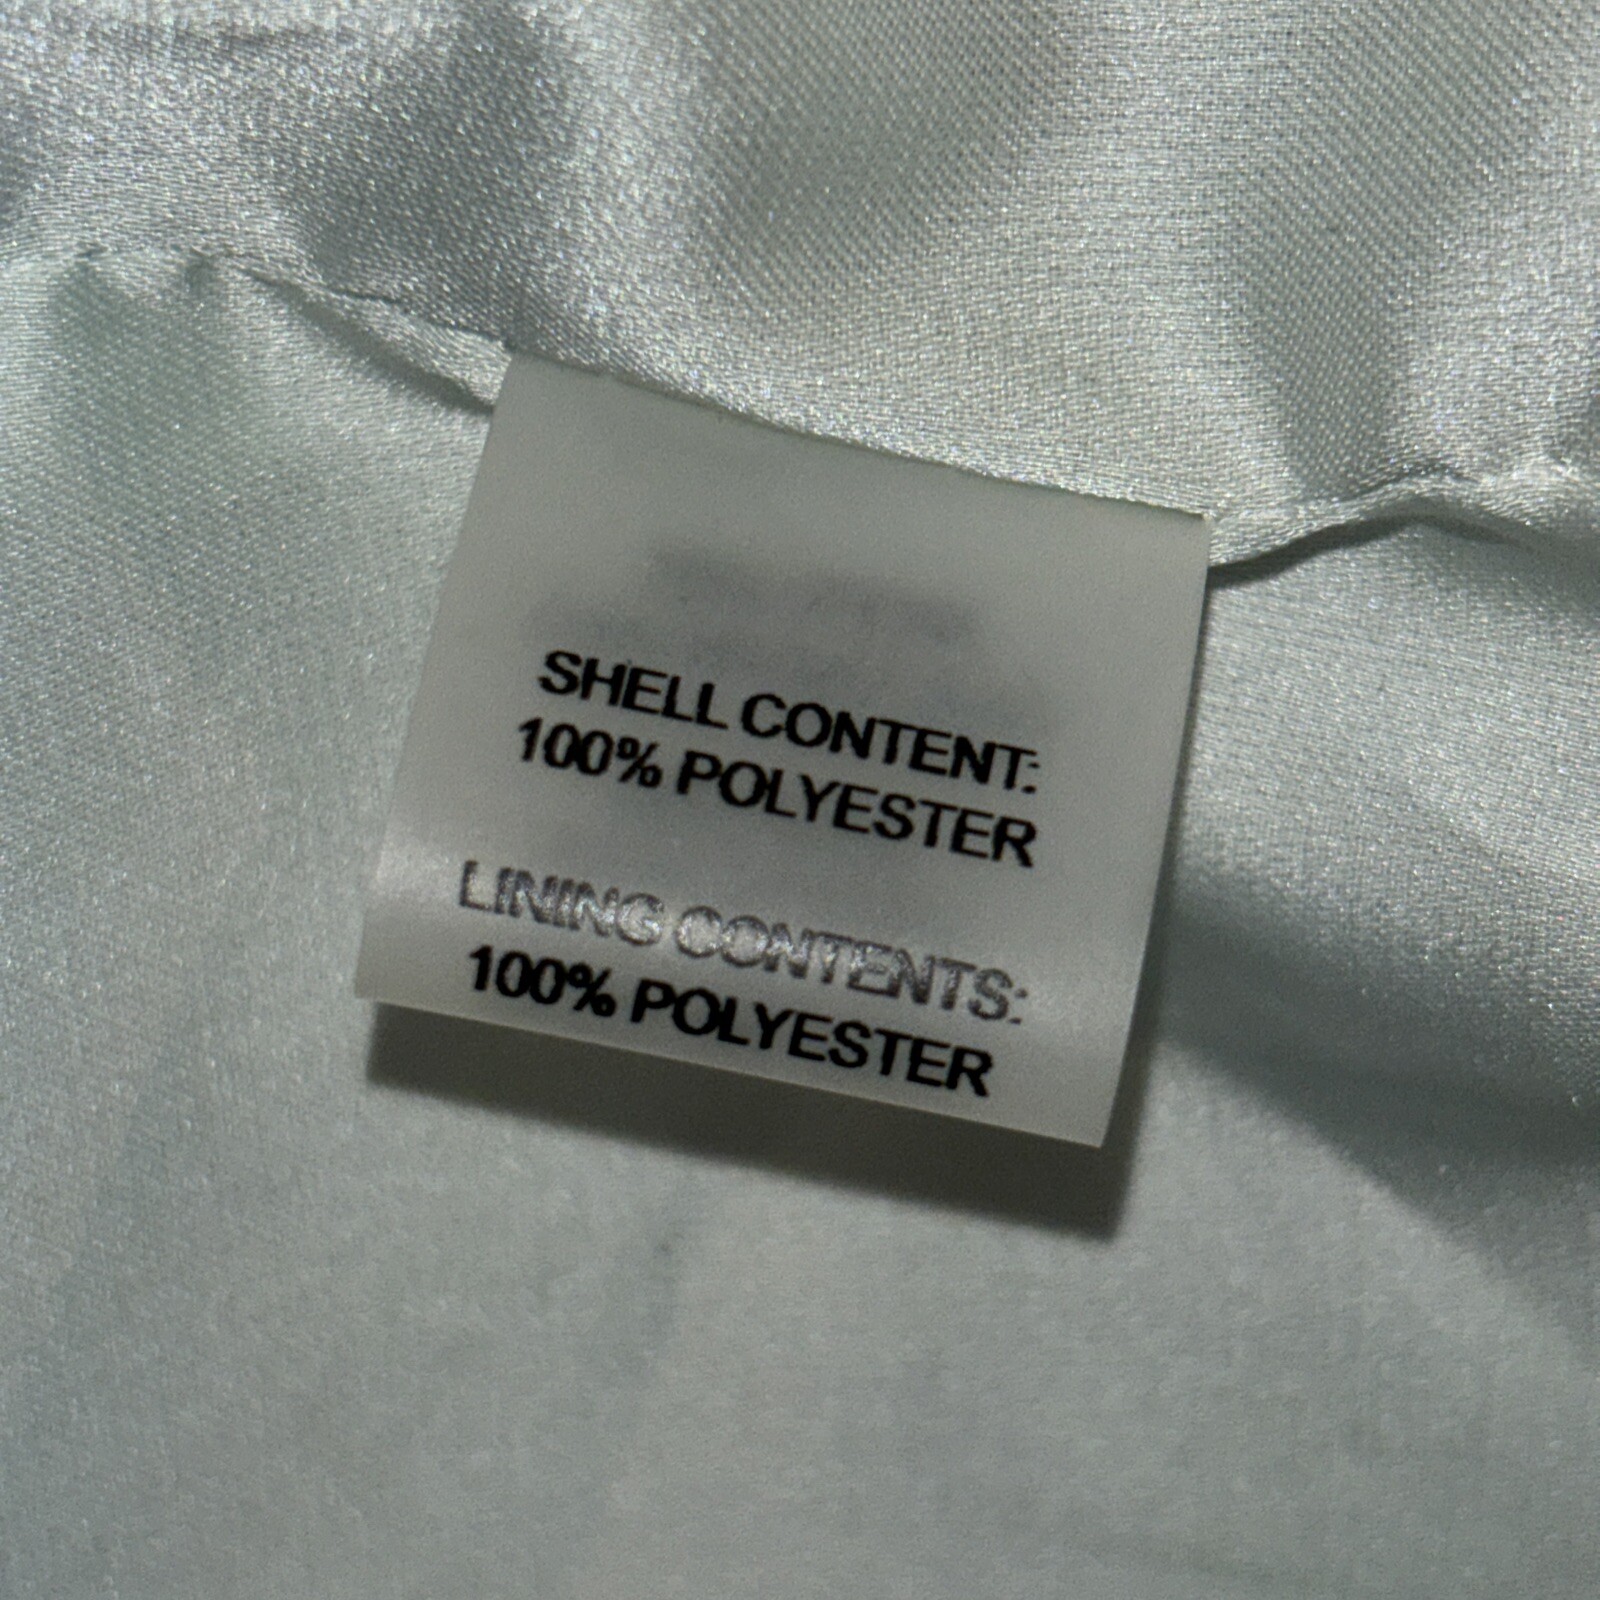 SHELL CONTENT:
100% POLYESTER
LINING CONTENTS:
100% POLYESTER